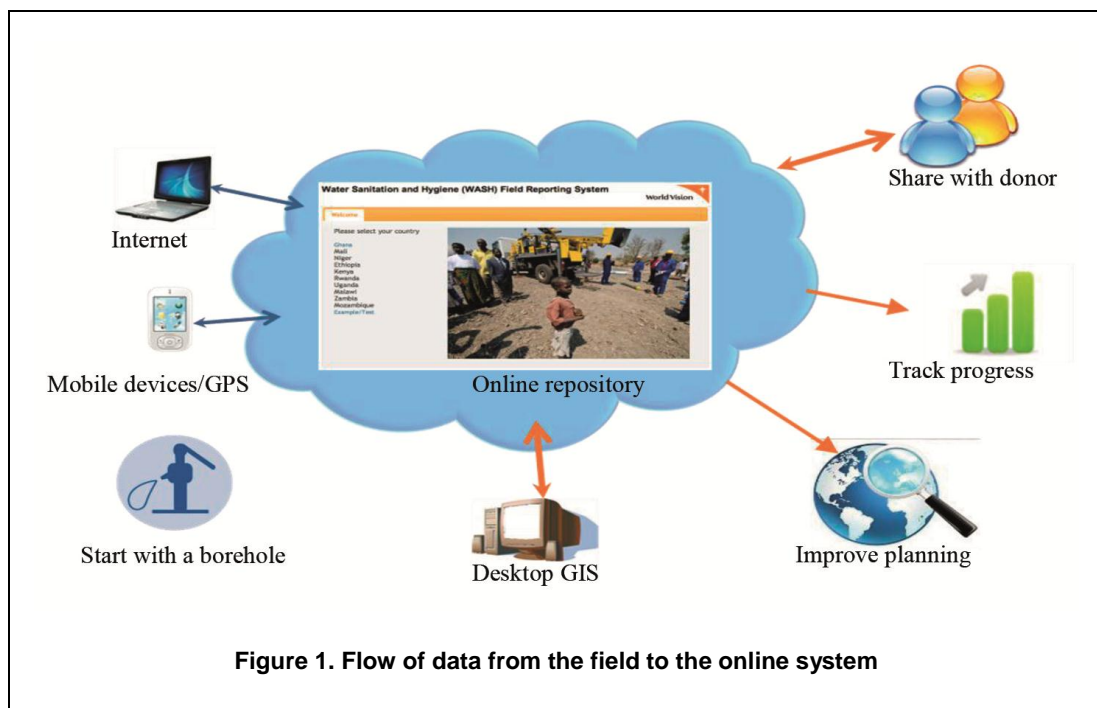 Water Sanitation and Hygiene (WASH) Field Reporting System
World Vision
Welcome
Please select your country
Ghana
Mali
Niger
Ethiopia
Kenya
Rwanda
Uganda
Malawi
Zambia
Mozambique
Example/Test
Online repository
Internet
Mobile devices/GPS
Start with a borehole
Desktop GIS
Share with donor
Track progress
Improve planning
Figure 1. Flow of data from the field to the online system